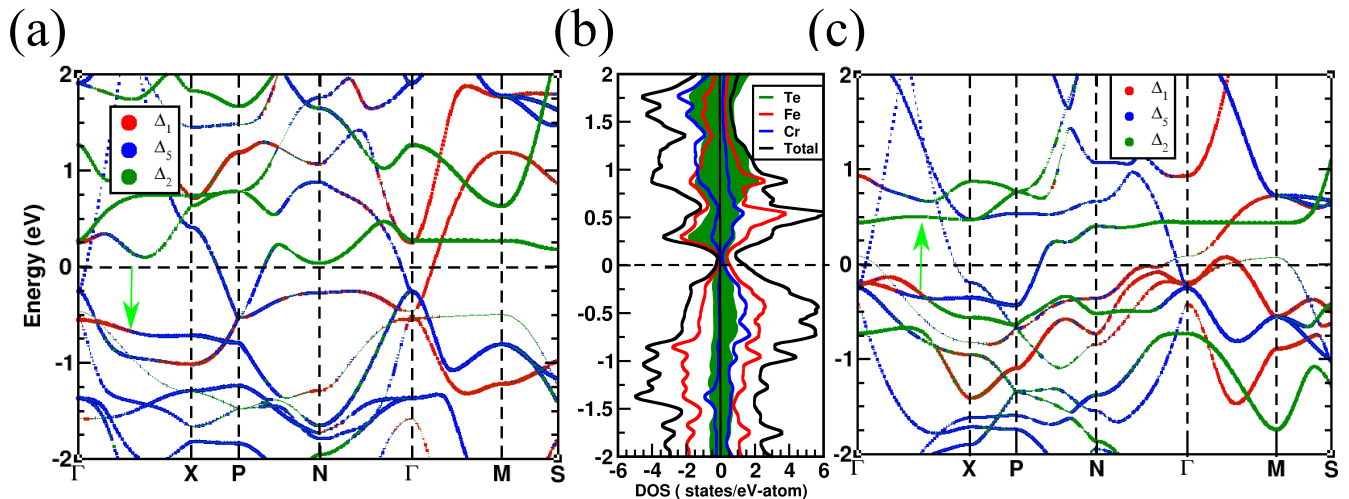 (a)
(b)
(c)
Energy (eV)
2
1
0
-1
-2
Δ1
Δ5
Δ2
Γ X P N Γ M S
2
1.5
1
0.5
0
-0.5
-1
-1.5
-2
Te
Fe
Cr
Total
-6 -4 -2 0 2 4 6
DOS ( states/eV-atom)
2
1
0
-1
-2
Δ1
Δ5
Δ2
Γ X P N Γ M S